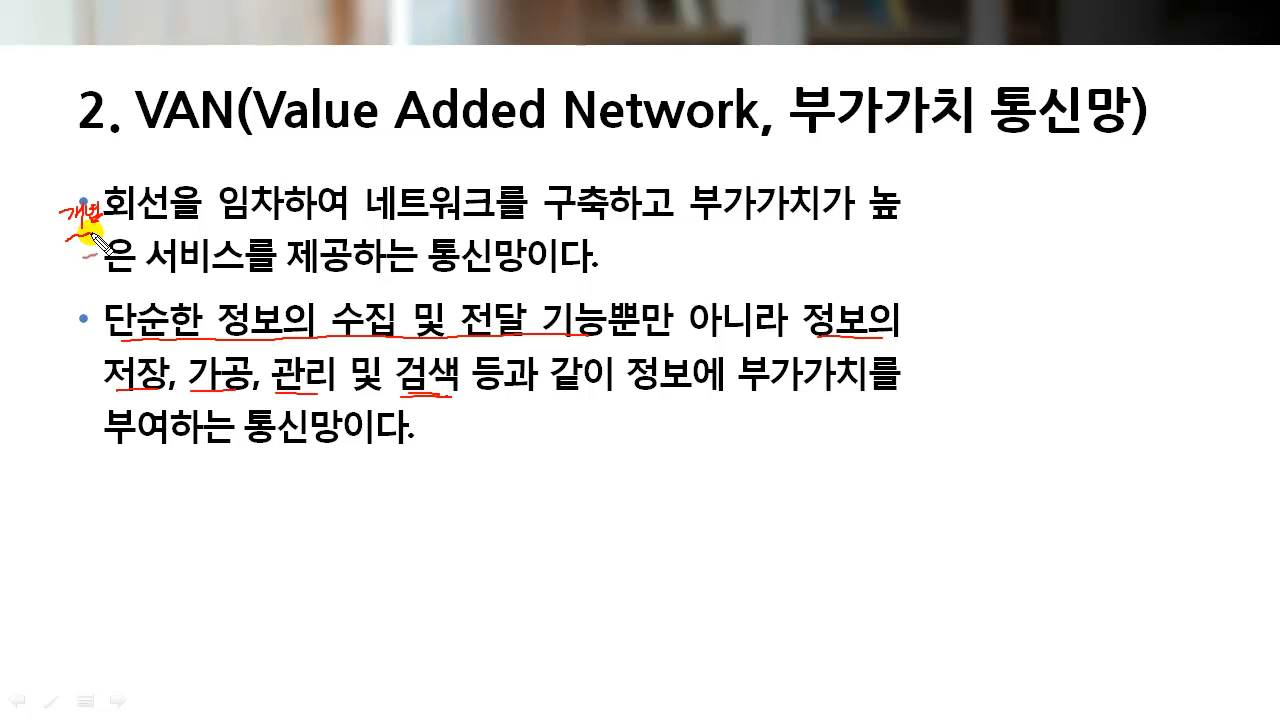 2. VAN(Value Added Network, 부가가치 통신망)
개념
• 회선을 임차하여 네트워크를 구축하고 부가가치가 높
은 서비스를 제공하는 통신망이다.
• 단순한 정보의 수집 및 전달 기능뿐만 아니라 정보의
저장, 가공, 관리 및 검색 등과 같이 정보에 부가가치를
부여하는 통신망이다.